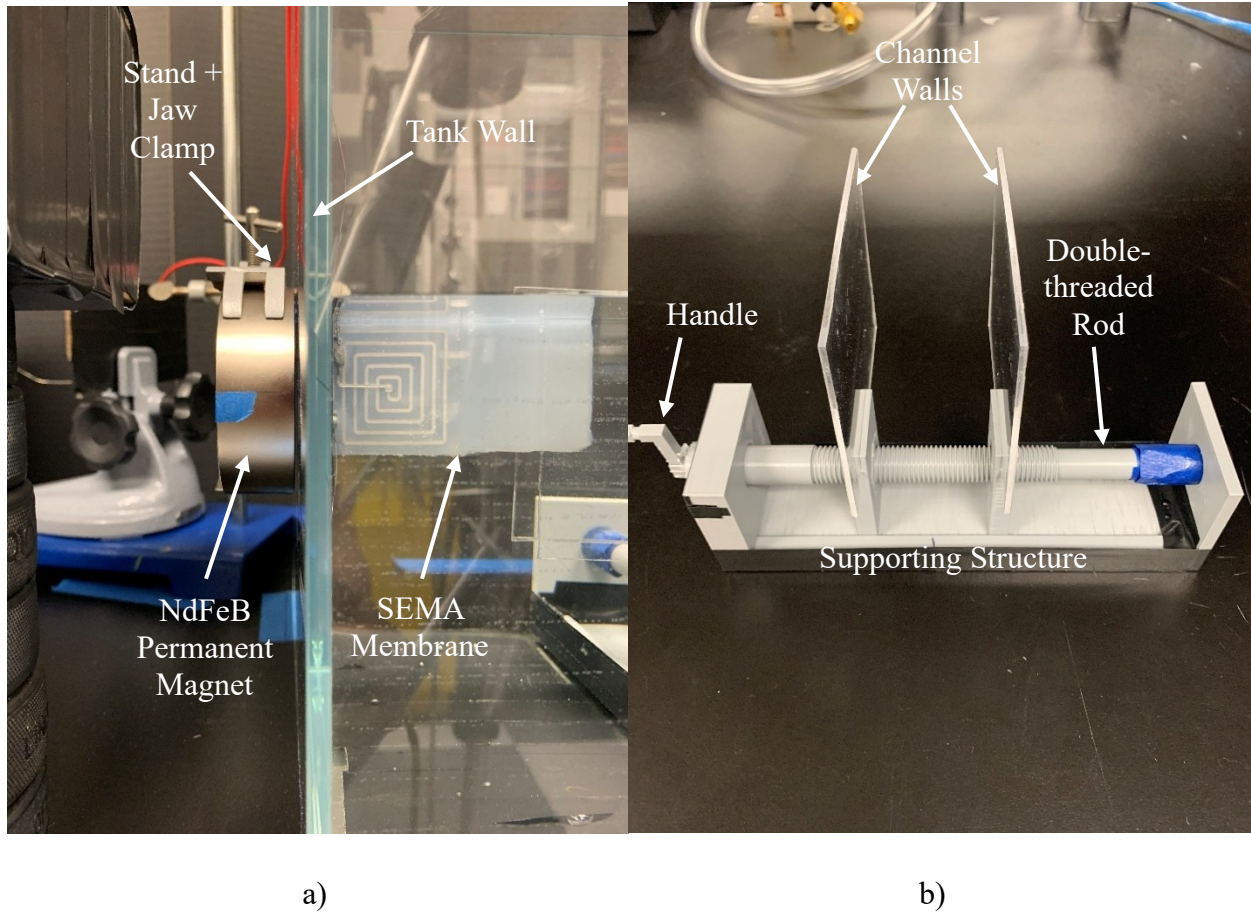 Stand +
Jaw
Clamp
Tank Wall
NdFeB
Permanent
Magnet
SEMA
Membrane
Channel
Walls
Handle
Double-
threaded
Rod
Supporting Structure
a)
b)